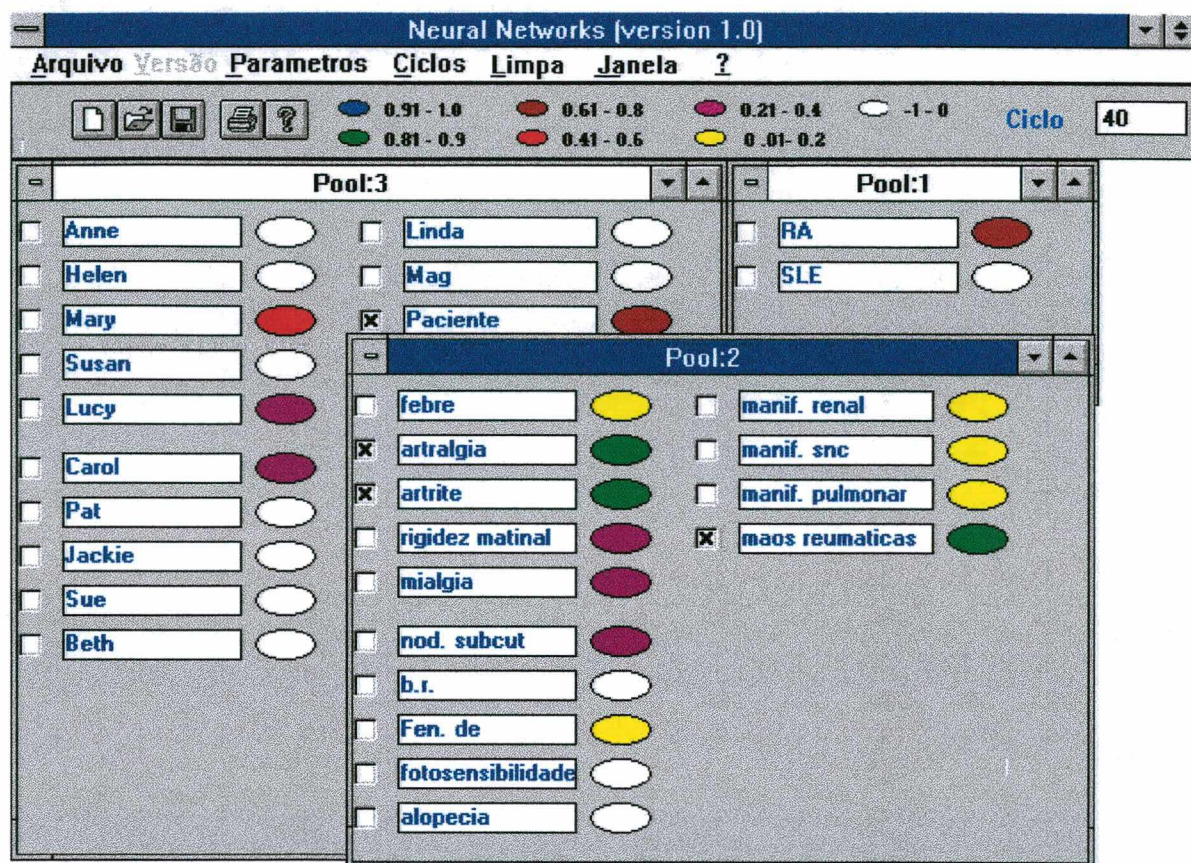 Neural Networks (version 1.0)
Arquivo Versão Parametros Ciclos Limpa Janela ?
0.91 - 1.0 0.61 - 0.8 0.21 - 0.4 -1 - 0 Ciclo 40
0.81 - 0.9 0.41 - 0.6 0 .01- 0.2
Pool:3
Anne Linda
Helen Mag
Mary Paciente
Susan
Lucy
Carol
Pat
Jackie
Sue
Beth
Pool:1
RA
SLE
Pool:2
febre manif. renal
artralgia manif. snc
artrite manif. pulmonar
rigidez matinal maos reumaticas
mialgia
nod. subcut
b.r.
Fen. de
fotosensibilidade
alopecia